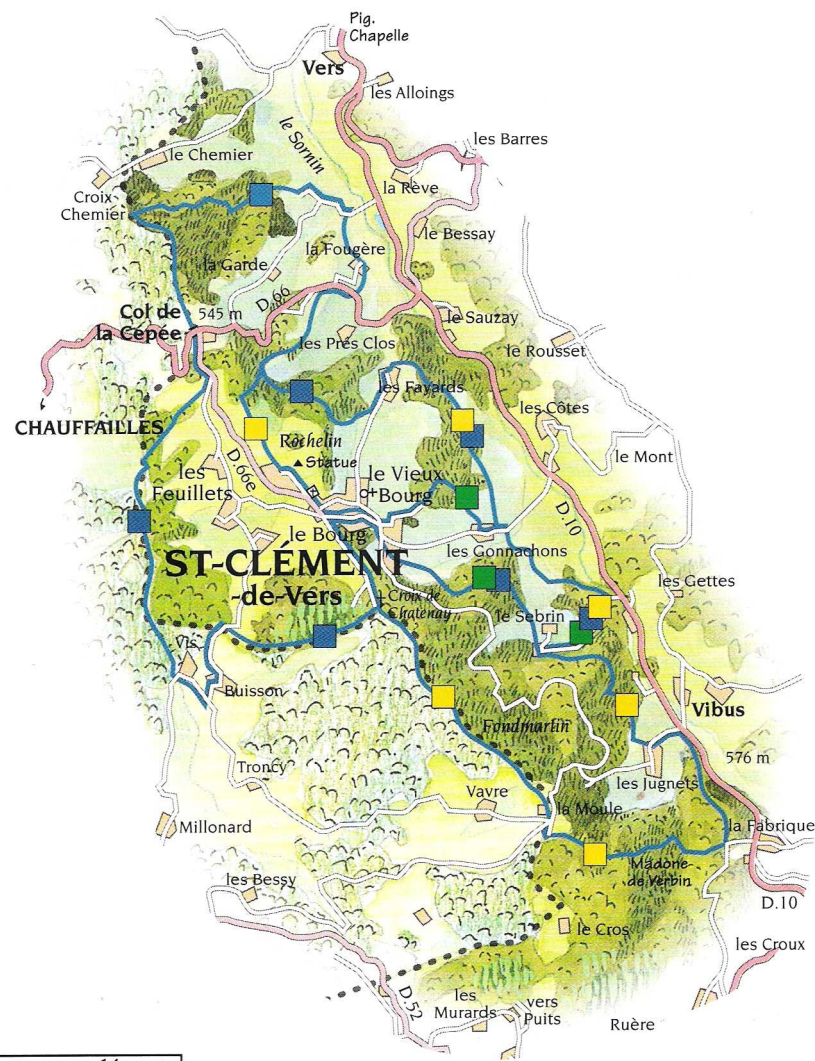 Pig.
Chapelle
Vers
les Alloings
le Sornin
les Barres
le Chemier
la Rève
Croix
Chemier
le Bessay
la Fougère
la Garde
D.66
Col de
la Cépée
545 m
le Sauzay
les Prés Clos
le Rousset
les Fayards
les Côtes
CHAUFFAILLES
Rochelin
Statue
D.66e
le Mont
les
Feuillets
le Vieux
Bourg
D.10
le Bourg
les Gonnachons
ST-CLÉMENT
-de-Vers
les Gettes
Croix de
Chatenay
le Sebrin
Vis
Buisson
Vibus
Fondmartin
576 m
Troncy
les Jugnets
Vavre
la Moule
Millonard
la Fabrique
Madone
de Verbin
les Bessy
D.10
le Cros
les Croux
D.52
les
Murards
vers
Puits
Ruère